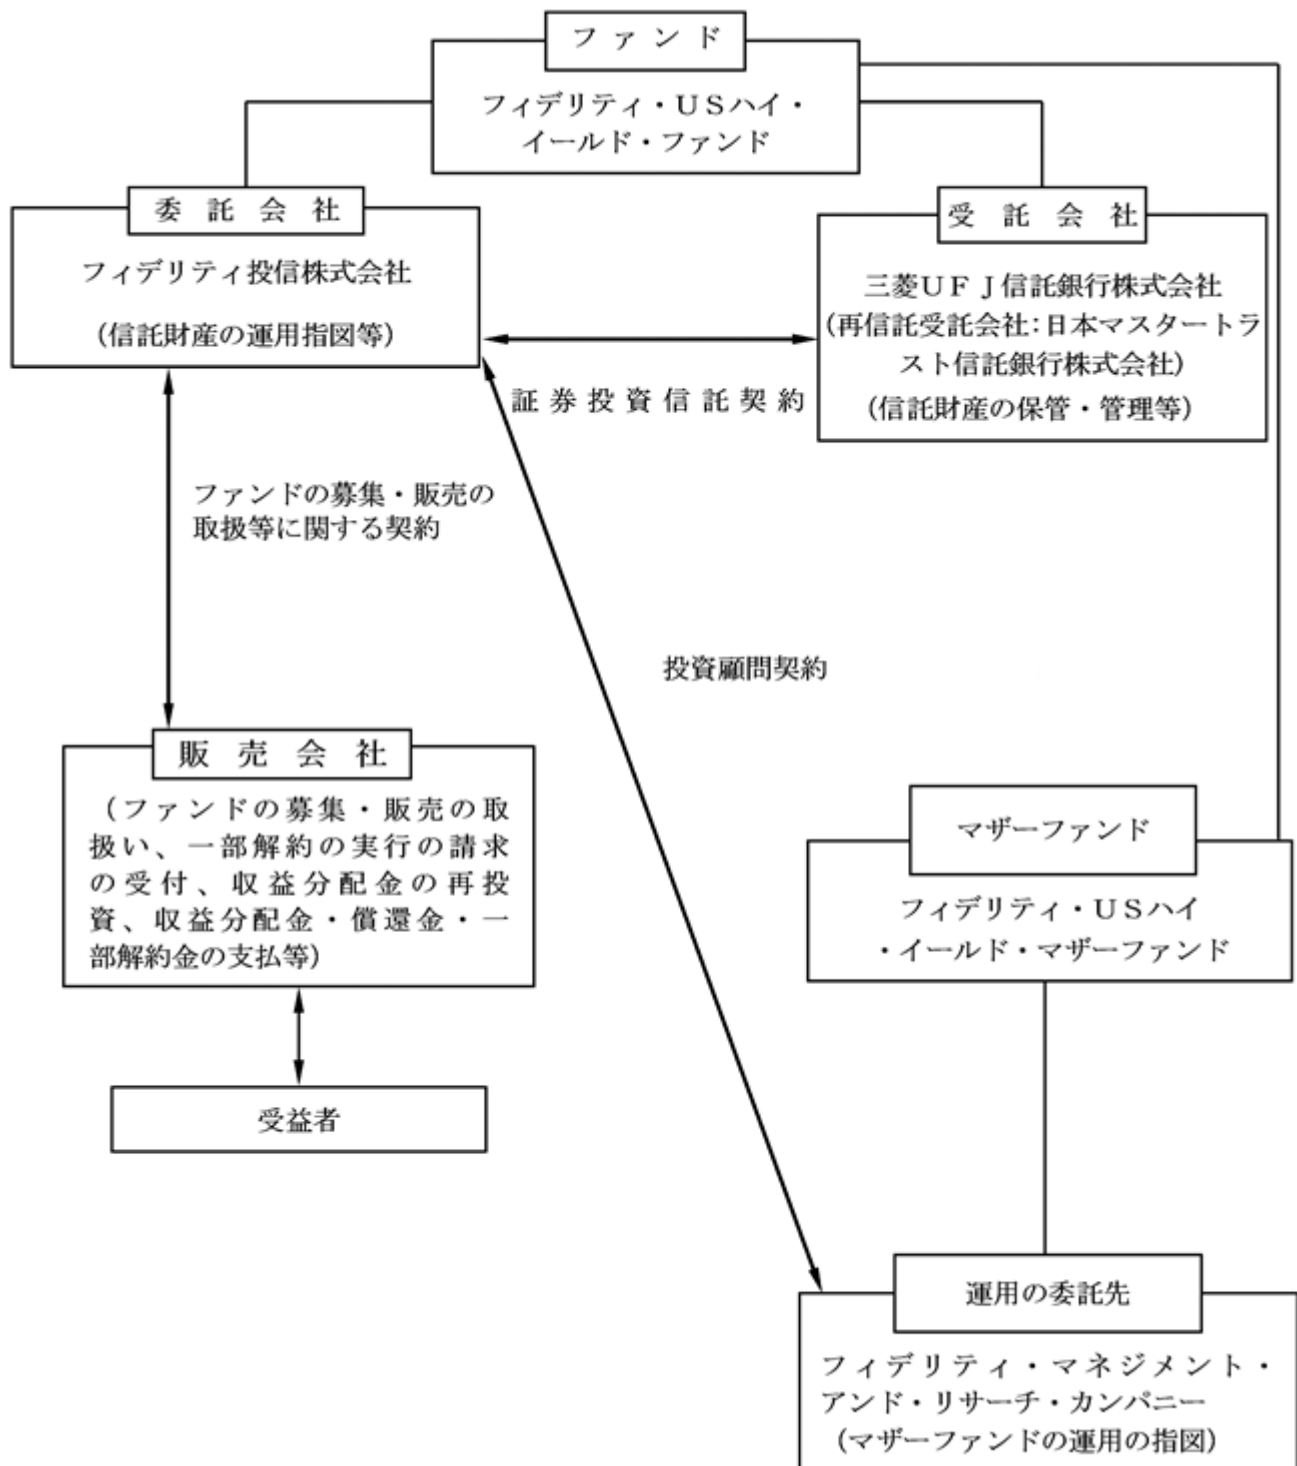 ファンド
フィデリティ・ＵＳハイ・
イールド・ファンド
委託会社
フィデリティ投信株式会社
（信託財産の運用指図等）
受託会社
三菱ＵＦＪ信託銀行株式会社
（再信託受託会社：日本マスタートラ
スト信託銀行株式会社）
（信託財産の保管・管理等）
証券投資信託契約
ファンドの募集・販売の
取扱等に関する契約
投資顧問契約
販売会社
（ファンドの募集・販売の取
扱い、一部解約の実行の請求
の受付、収益分配金の再投
資、収益分配金・償還金・一
部解約金の支払等）
受益者
マザーファンド
フィデリティ・ＵＳハイ
・イールド・マザーファンド
運用の委託先
フィデリティ・マネジメント・
アンド・リサーチ・カンパニー
（マザーファンドの運用の指図）